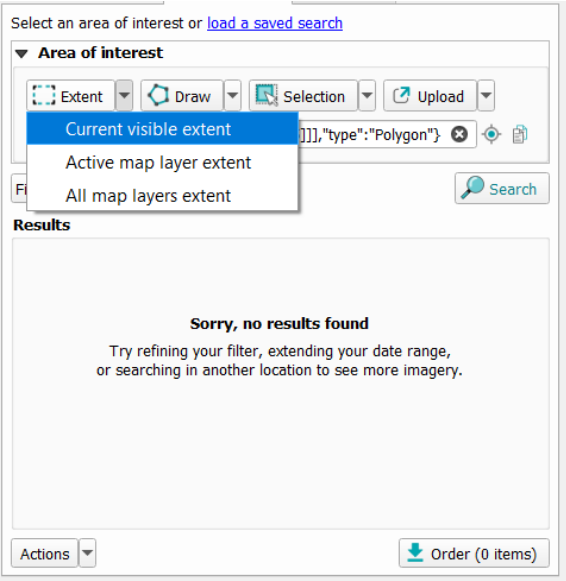 Select an area of interest or load a saved search
Area of interest
Extent Draw Selection Upload
Current visible extent
]]],"type":"Polygon"}
Active map layer extent
All map layers extent
Search
Results
Sorry, no results found
Try refining your filter, extending your date range,
or searching in another location to see more imagery.
Actions Order (0 items)